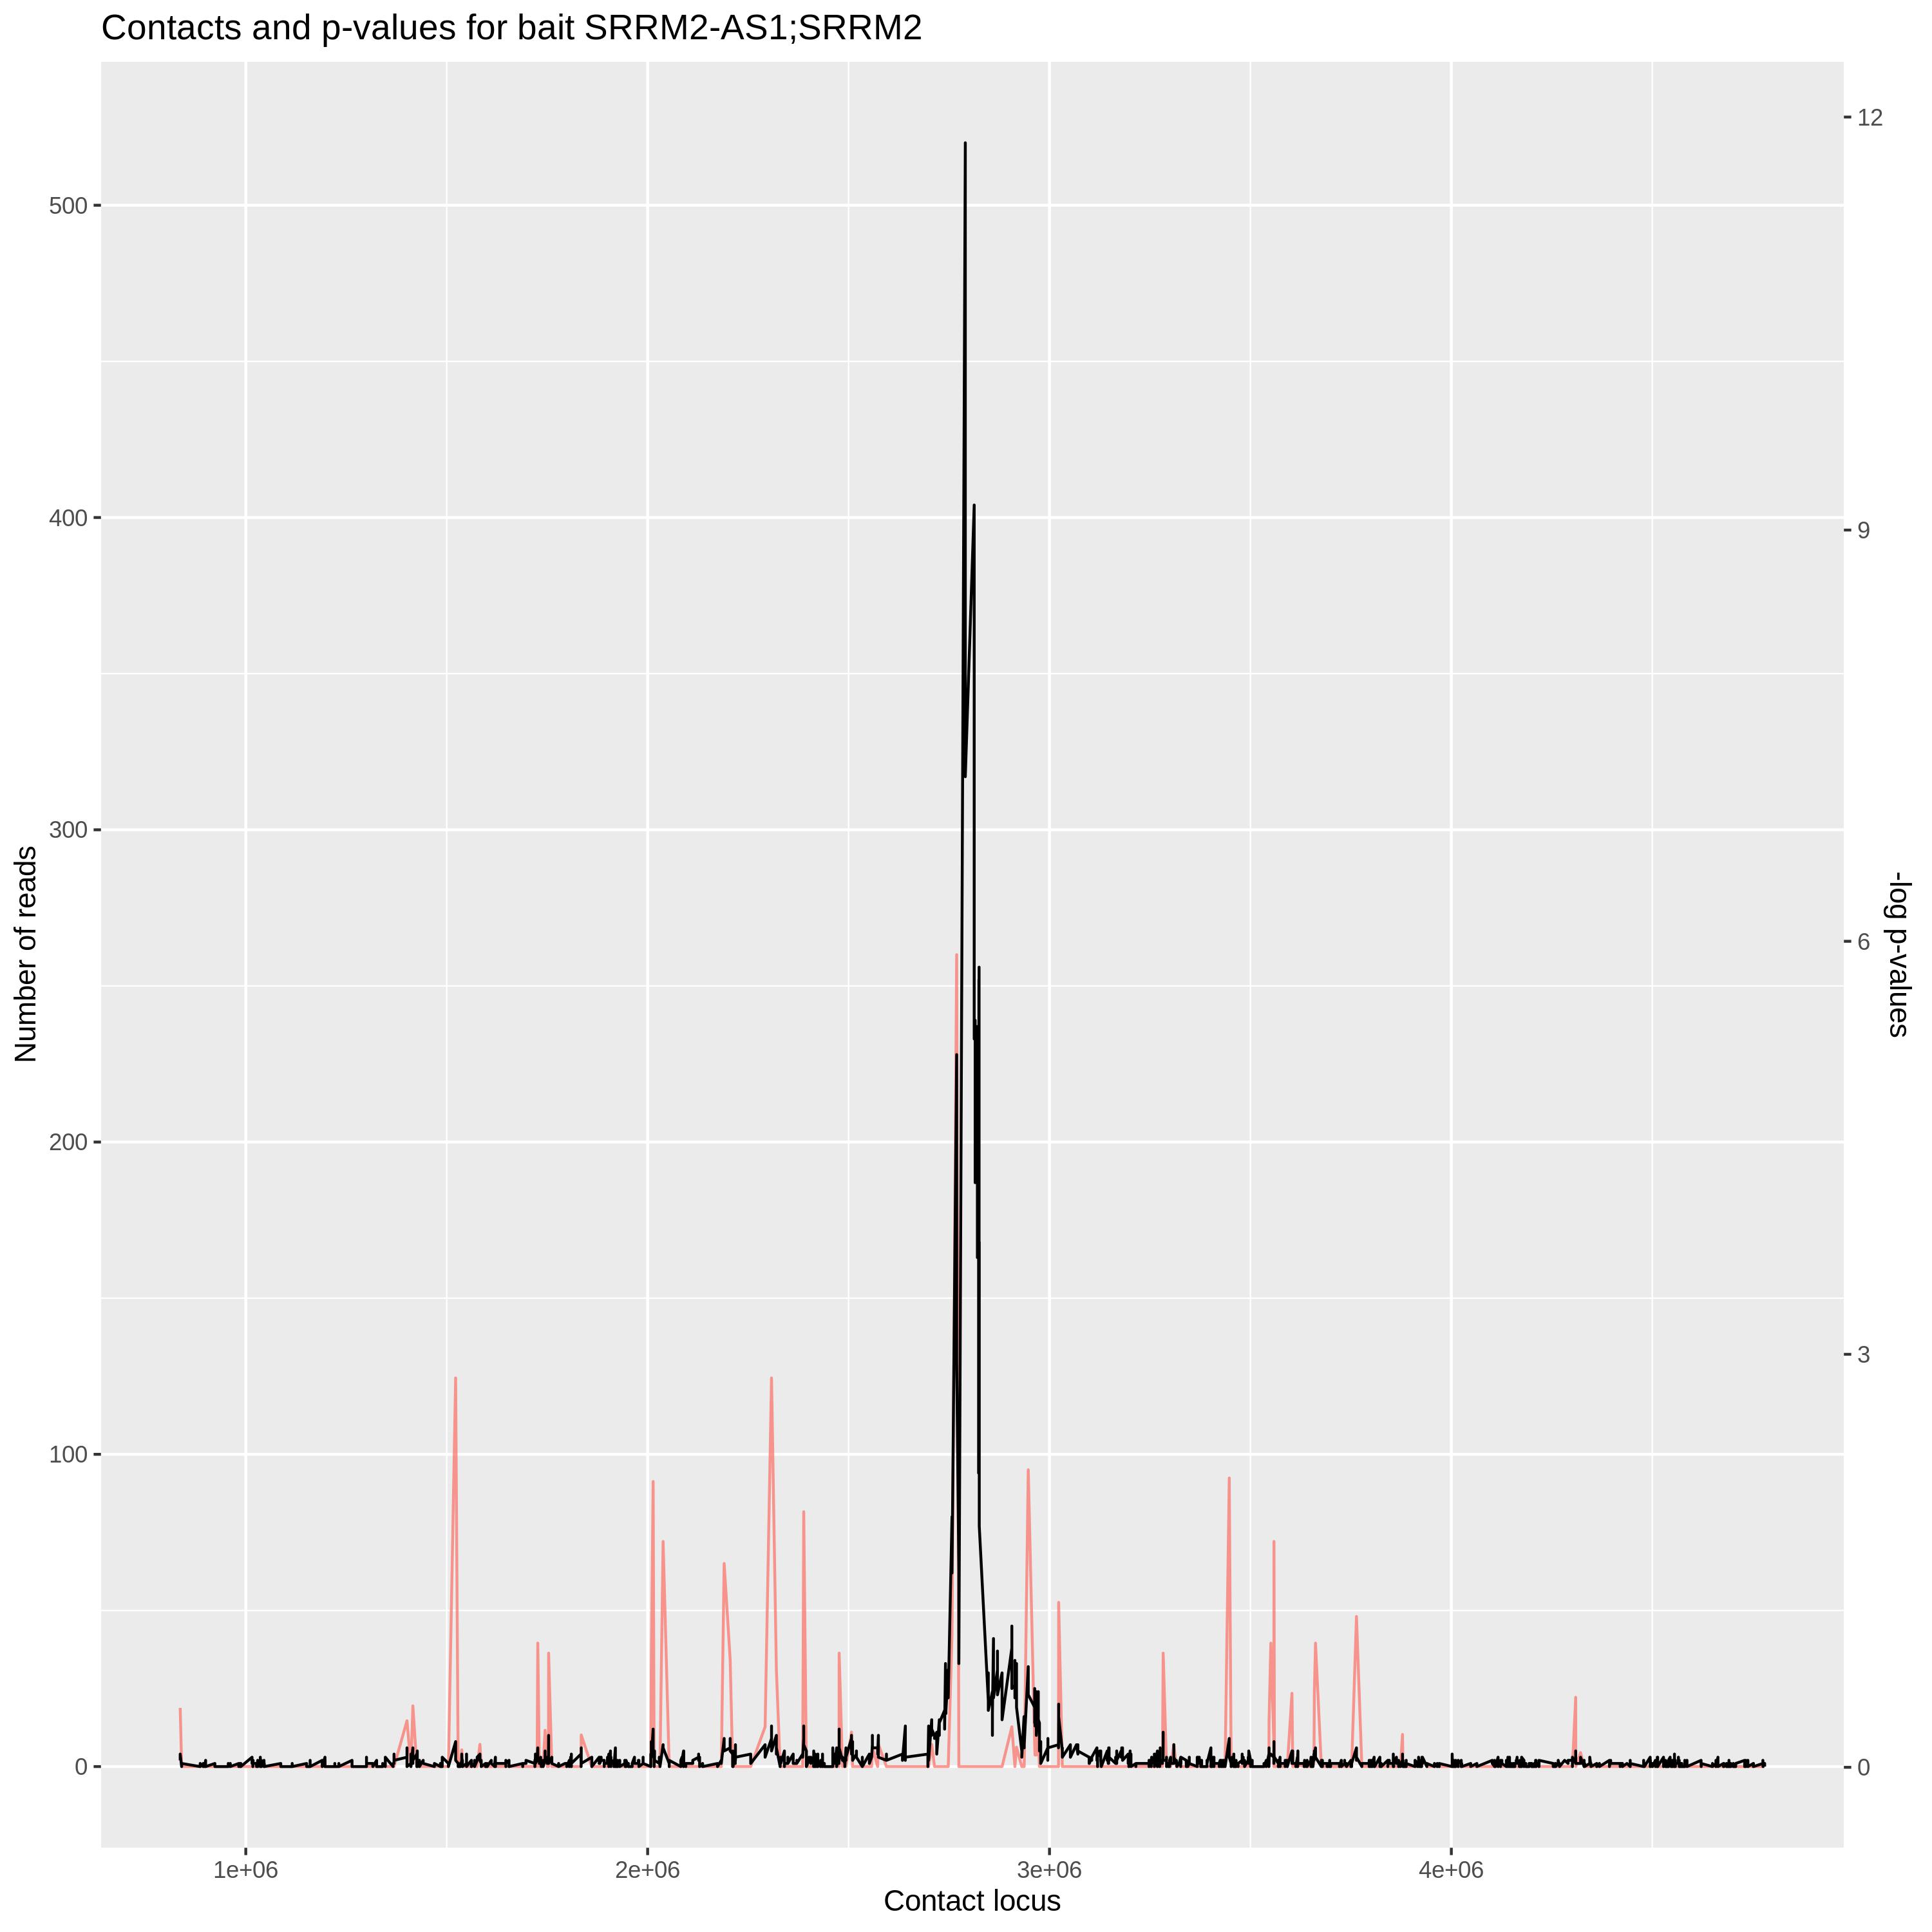 Contacts and p-values for bait SRRM2-AS1;SRRM2
12
500
9
400
300
Number of reads
-log p-values
6
200
3
100
0
0
1e+06
2e+06
3e+06
4e+06
Contact locus